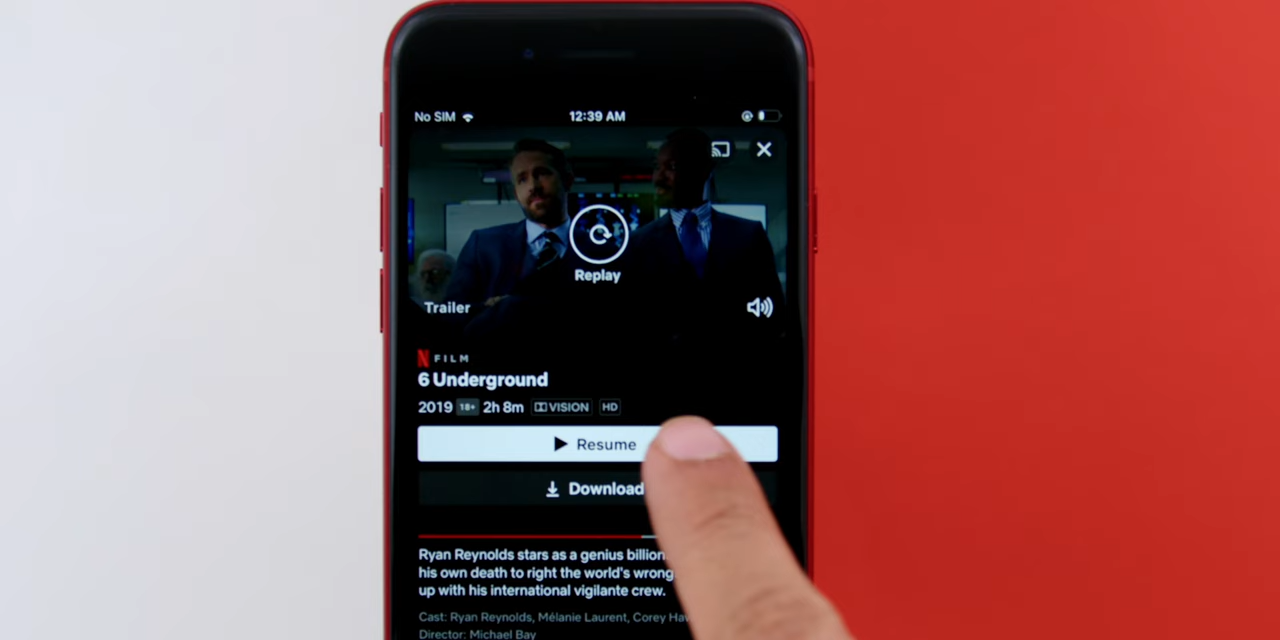 No SIM 12:39 AM
Replay
Trailer
N FILM
6 Underground
2019 18+ 2h 8m VISION HD
Resume
Download
Ryan Reynolds stars as a genius billion
his own death to right the world's wrong
up with his international vigilante crew.
Cast: Ryan Reynolds, Mélanie Laurent, Corey Haw
Director: Michael Bay